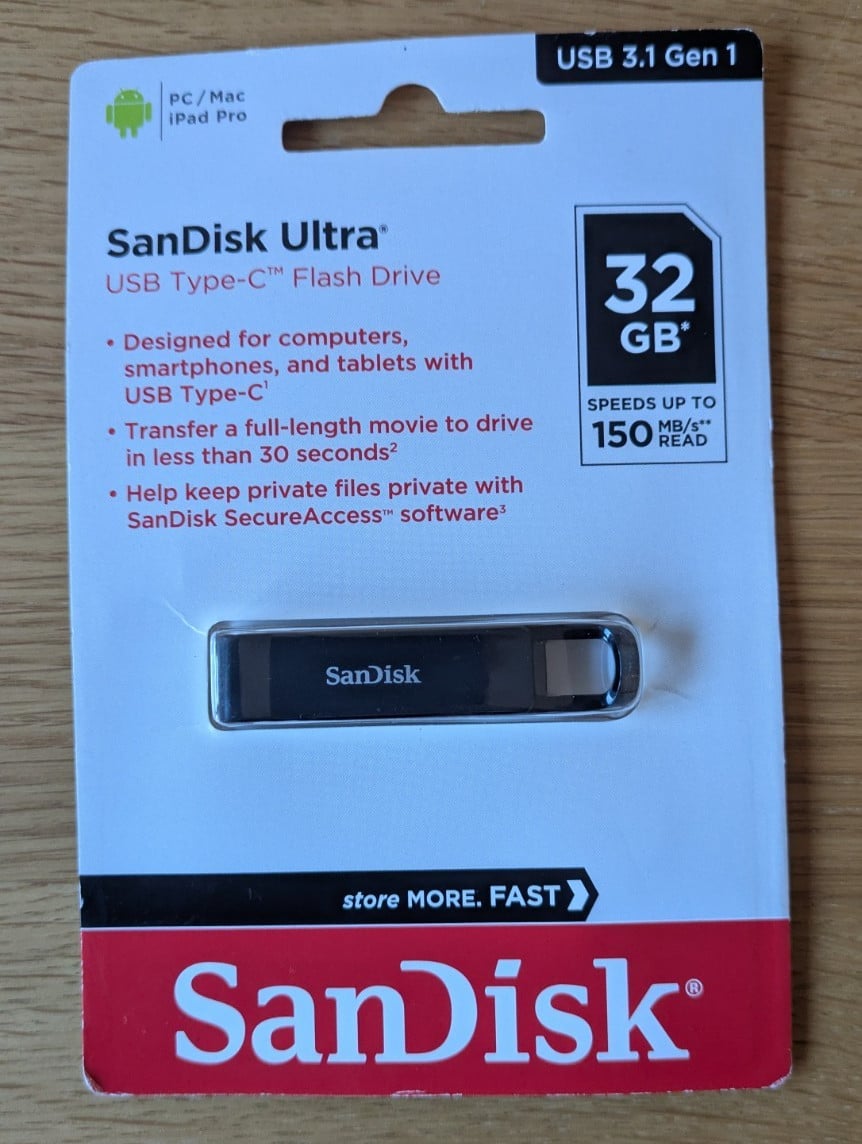 USB 3.1 Gen 1
PC / Mac
iPad Pro
SanDisk Ultra®
USB Type-C™ Flash Drive
• Designed for computers,
smartphones, and tablets with
USB Type-C¹
• Transfer a full-length movie to drive
in less than 30 seconds²
• Help keep private files private with
SanDisk SecureAccess™ software³
32
GB*
SPEEDS UP TO
150 MB/s**
READ
SanDisk
store MORE. FAST
SanDisk®